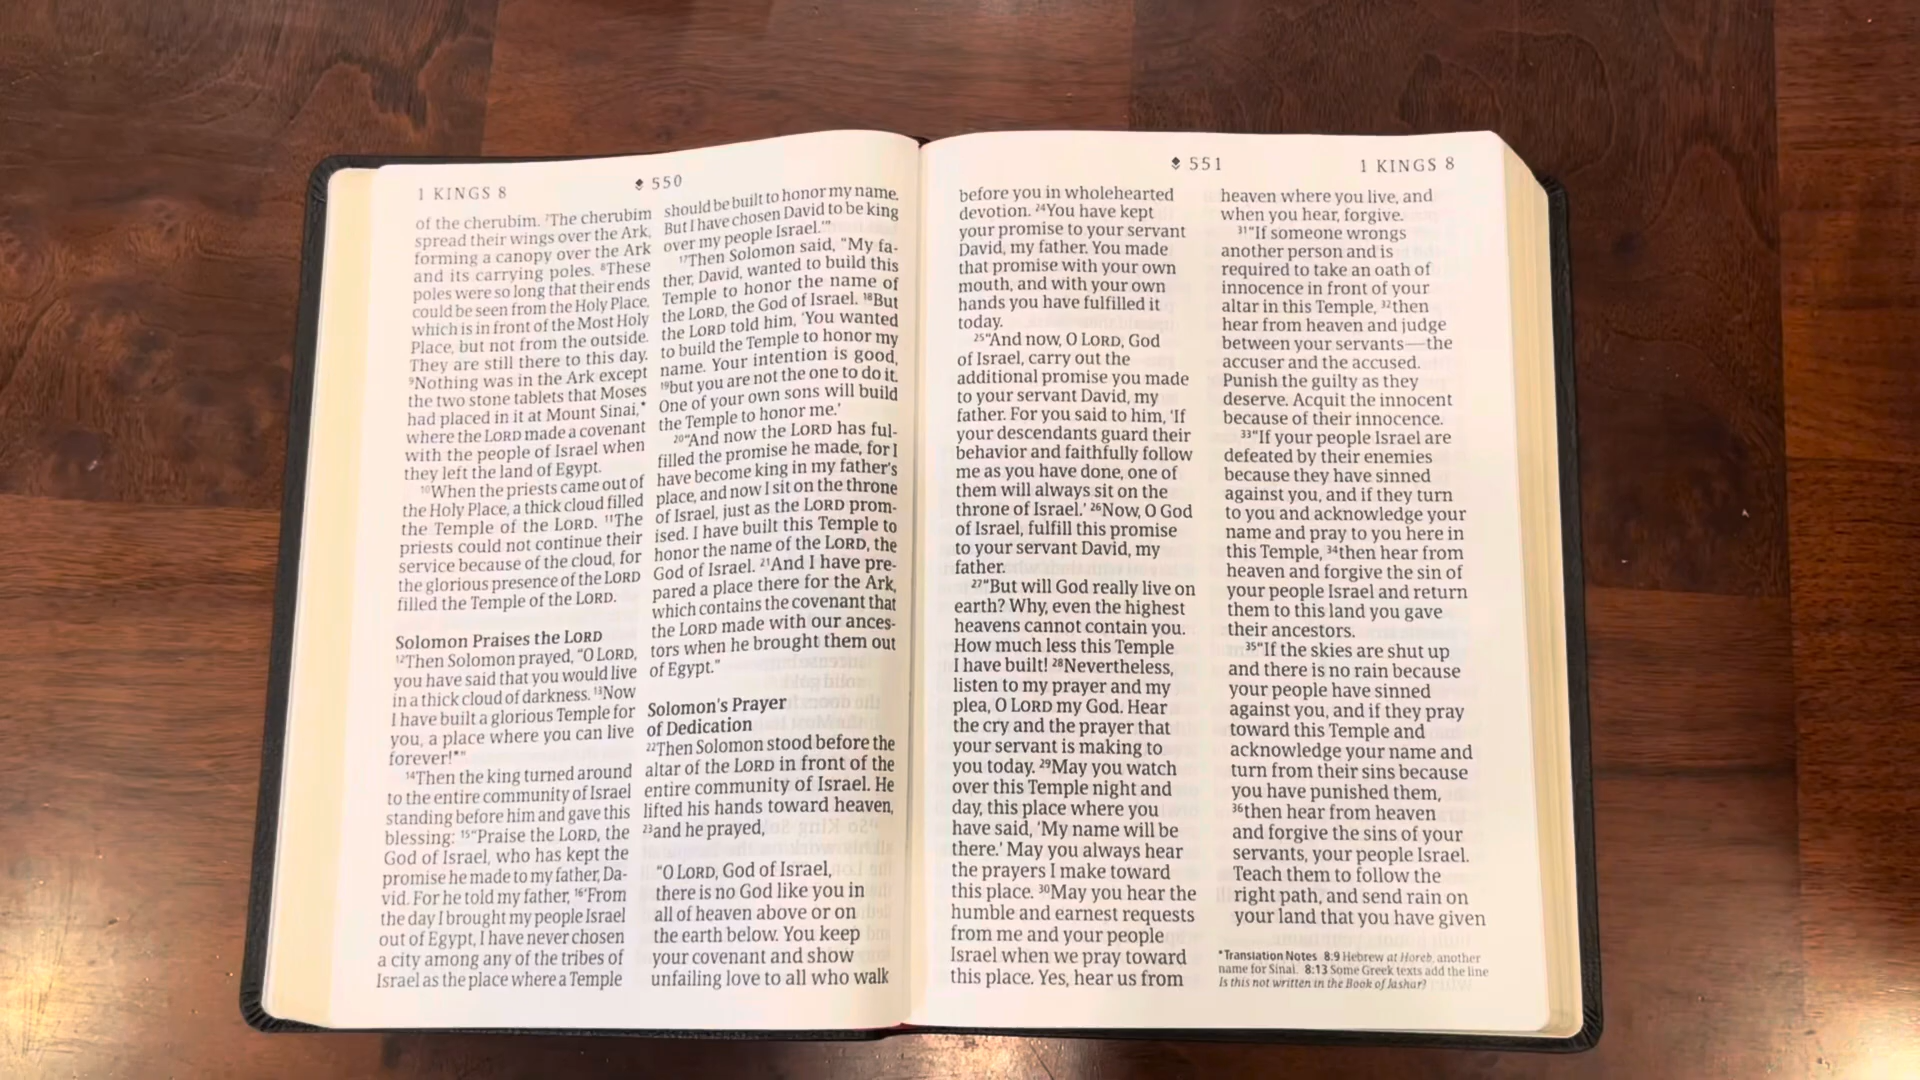 1 KINGS 8
550
of the cherubim. 7The cherubim
spread their wings over the Ark,
forming a canopy over the Ark
and its carrying poles. 8These
poles were so long that their ends
could be seen from the Holy Place,
which is in front of the Most Holy
Place, but not from the outside.
They are still there to this day.
9Nothing was in the Ark except
the two stone tablets that Moses
had placed in it at Mount Sinai,*
where the LORD made a covenant
with the people of Israel when
they left the land of Egypt.
10When the priests came out of
the Holy Place, a thick cloud filled
the Temple of the LORD. 11The
priests could not continue their
service because of the cloud, for
the glorious presence of the LORD
filled the Temple of the LORD.
Solomon Praises the LORD
12Then Solomon prayed, “O LORD,
you have said that you would live
in a thick cloud of darkness. 13Now
I have built a glorious Temple for
you, a place where you can live
forever!*”
14Then the king turned around
to the entire community of Israel
standing before him and gave this
blessing: 15“Praise the LORD, the
God of Israel, who has kept the
promise he made to my father, Da-
vid. For he told my father, 16‘From
the day I brought my people Israel
out of Egypt, I have never chosen
a city among any of the tribes of
Israel as the place where a Temple
should be built to honor my name.
But I have chosen David to be king
over my people Israel.’”
17Then Solomon said, “My fa-
ther, David, wanted to build this
Temple to honor the name of
the LORD, the God of Israel. 18But
the LORD told him, ‘You wanted
to build the Temple to honor my
name. Your intention is good,
19but you are not the one to do it.
One of your own sons will build
the Temple to honor me.’
20“And now the LORD has ful-
filled the promise he made, for I
have become king in my father’s
place, and now I sit on the throne
of Israel, just as the LORD prom-
ised. I have built this Temple to
honor the name of the LORD, the
God of Israel. 21And I have pre-
pared a place there for the Ark,
which contains the covenant that
the LORD made with our ances-
tors when he brought them out
of Egypt.”
Solomon’s Prayer
of Dedication
22Then Solomon stood before the
altar of the LORD in front of the
entire community of Israel. He
lifted his hands toward heaven,
23and he prayed,
“O LORD, God of Israel,
there is no God like you in
all of heaven above or on
the earth below. You keep
your covenant and show
unfailing love to all who walk
551
1 KINGS 8
before you in wholehearted
devotion. 24You have kept
your promise to your servant
David, my father. You made
that promise with your own
mouth, and with your own
hands you have fulfilled it
today.
25“And now, O LORD, God
of Israel, carry out the
additional promise you made
to your servant David, my
father. For you said to him, ‘If
your descendants guard their
behavior and faithfully follow
me as you have done, one of
them will always sit on the
throne of Israel.’ 26Now, O God
of Israel, fulfill this promise
to your servant David, my
father.
27“But will God really live on
earth? Why, even the highest
heavens cannot contain you.
How much less this Temple
I have built! 28Nevertheless,
listen to my prayer and my
plea, O LORD my God. Hear
the cry and the prayer that
your servant is making to
you today. 29May you watch
over this Temple night and
day, this place where you
have said, ‘My name will be
there.’ May you always hear
the prayers I make toward
this place. 30May you hear the
humble and earnest requests
from me and your people
Israel when we pray toward
this place. Yes, hear us from
heaven where you live, and
when you hear, forgive.
31“If someone wrongs
another person and is
required to take an oath of
innocence in front of your
altar in this Temple, 32then
hear from heaven and judge
between your servants—the
accuser and the accused.
Punish the guilty as they
deserve. Acquit the innocent
because of their innocence.
33“If your people Israel are
defeated by their enemies
because they have sinned
against you, and if they turn
to you and acknowledge your
name and pray to you here in
this Temple, 34then hear from
heaven and forgive the sin of
your people Israel and return
them to this land you gave
their ancestors.
35“If the skies are shut up
and there is no rain because
your people have sinned
against you, and if they pray
toward this Temple and
acknowledge your name and
turn from their sins because
you have punished them,
36then hear from heaven
and forgive the sins of your
servants, your people Israel.
Teach them to follow the
right path, and send rain on
your land that you have given
*Translation Notes 8:9 Hebrew at Horeb, another
name for Sinai. 8:13 Some Greek texts add the line
Is this not written in the Book of Jashar?